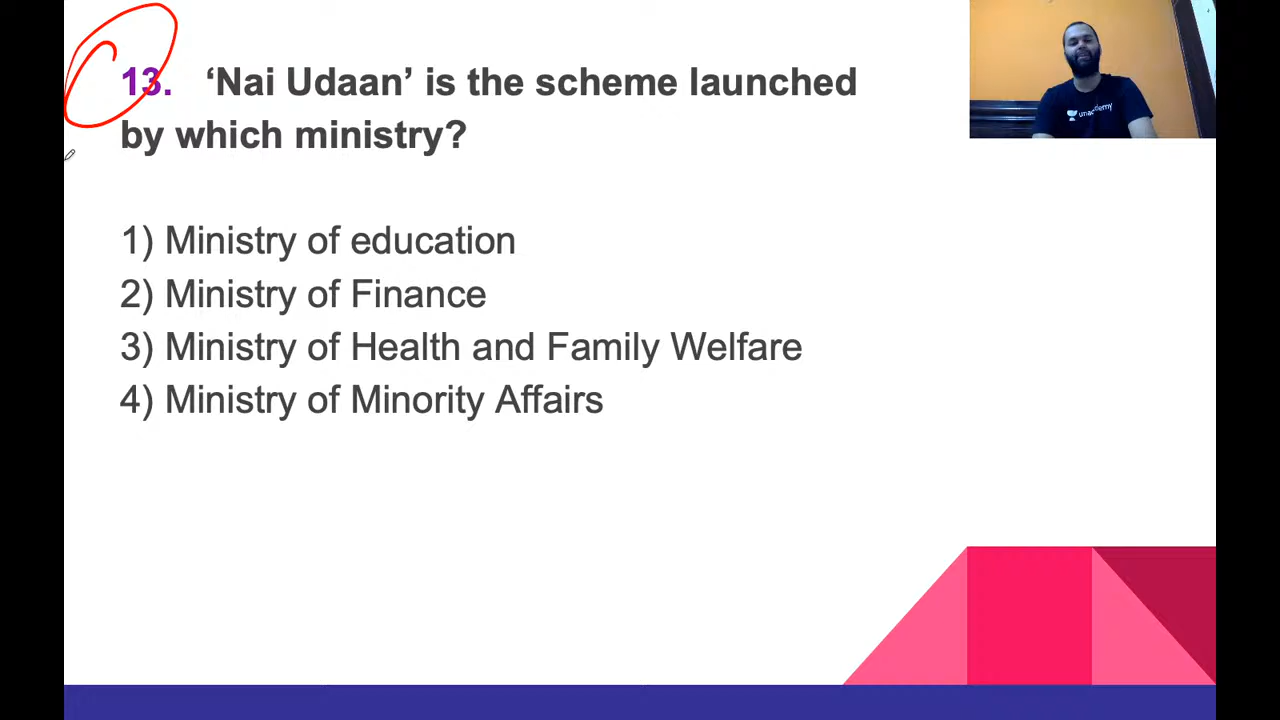 13. ‘Nai Udaan’ is the scheme launched
by which ministry?
1) Ministry of education
2) Ministry of Finance
3) Ministry of Health and Family Welfare
4) Ministry of Minority Affairs
unacademy